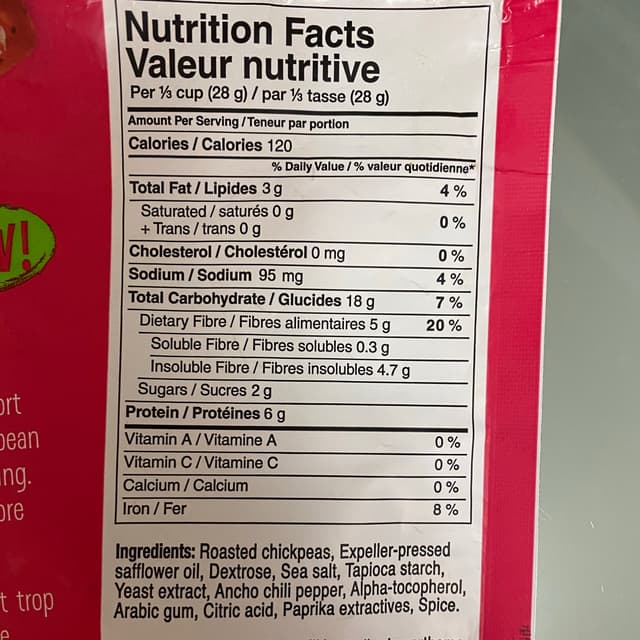 Nutrition Facts
Valeur nutritive
Per ⅓ cup (28 g) / par ⅓ tasse (28 g)
Amount Per Serving / Teneur par portion
Calories / Calories 120
% Daily Value / % valeur quotidienne*
Total Fat / Lipides 3 g 4 %
Saturated / saturés 0 g
+ Trans / trans 0 g 0 %
Cholesterol / Cholestérol 0 mg 0 %
Sodium / Sodium 95 mg 4 %
Total Carbohydrate / Glucides 18 g 7 %
Dietary Fibre / Fibres alimentaires 5 g 20 %
Soluble Fibre / Fibres solubles 0.3 g
Insoluble Fibre / Fibres insolubles 4.7 g
Sugars / Sucres 2 g
Protein / Protéines 6 g
Vitamin A / Vitamine A 0 %
Vitamin C / Vitamine C 0 %
Calcium / Calcium 0 %
Iron / Fer 8 %
Ingredients: Roasted chickpeas, Expeller-pressed
safflower oil, Dextrose, Sea salt, Tapioca starch,
Yeast extract, Ancho chili pepper, Alpha-tocopherol,
Arabic gum, Citric acid, Paprika extractives, Spice.
trop